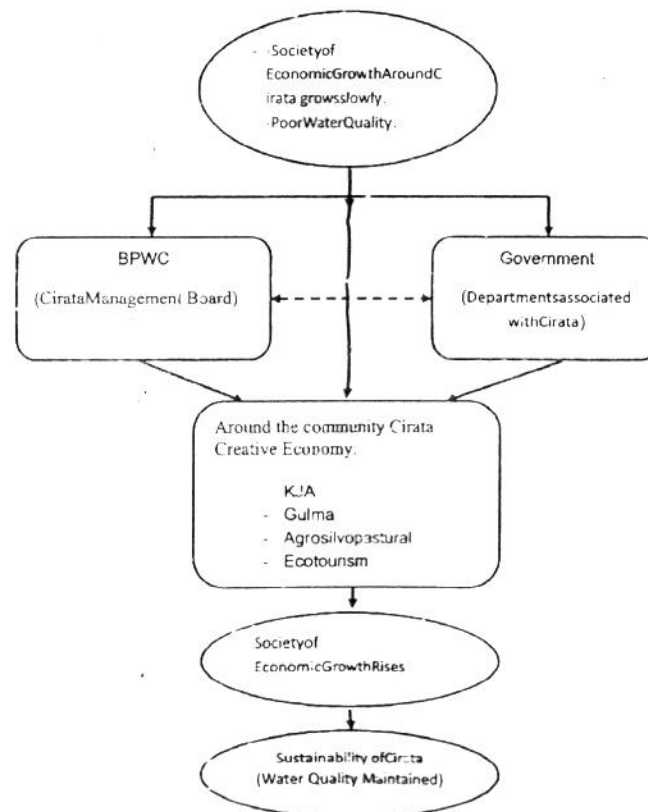 - -Societyof
EconomicGrowthAroundC
irata growsslowly.
-PoorWaterQuality.
BPWC
(CirataManagement Board)
Government
(Departmentsassociated
withCirata)
Around the community Cirata
Creative Economy.
KJA
- Gulma
- Agrosilvopastural
- Ecotourism
Societyof
EconomicGrowthRises
Sustainability ofCirata
(Water Quality Maintained)